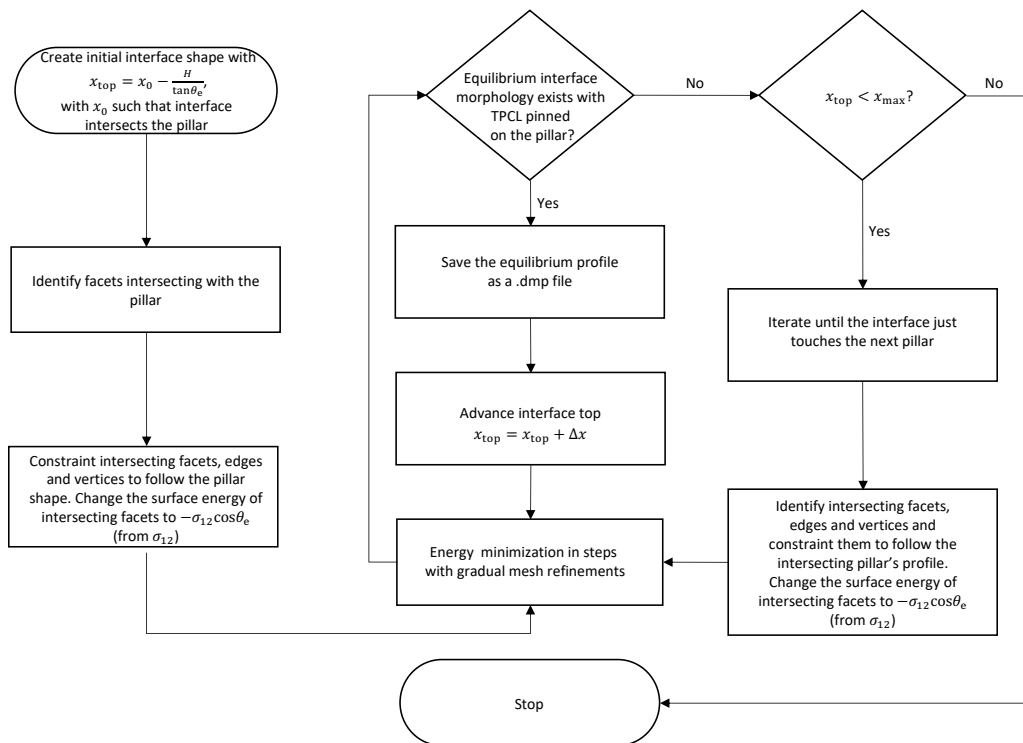 Create initial interface shape with
x_top = x_0 − H/tanθ_e,
with x_0 such that interface
intersects the pillar
Identify facets intersecting with the
pillar
Constraint intersecting facets, edges
and vertices to follow the pillar
shape. Change the surface energy of
intersecting facets to −σ_12cosθ_e
(from σ_12)
Equilibrium interface
morphology exists with
TPCL pinned
on the pillar?
No
Yes
Save the equilibrium profile
as a .dmp file
Advance interface top
x_top = x_top + Δx
Energy minimization in steps
with gradual mesh refinements
x_top < x_max?
No
Yes
Iterate until the interface just
touches the next pillar
Identify intersecting facets,
edges and vertices and
constraint them to follow the
intersecting pillar’s profile.
Change the surface energy of
intersecting facets to −σ_12cosθ_e
(from σ_12)
Stop